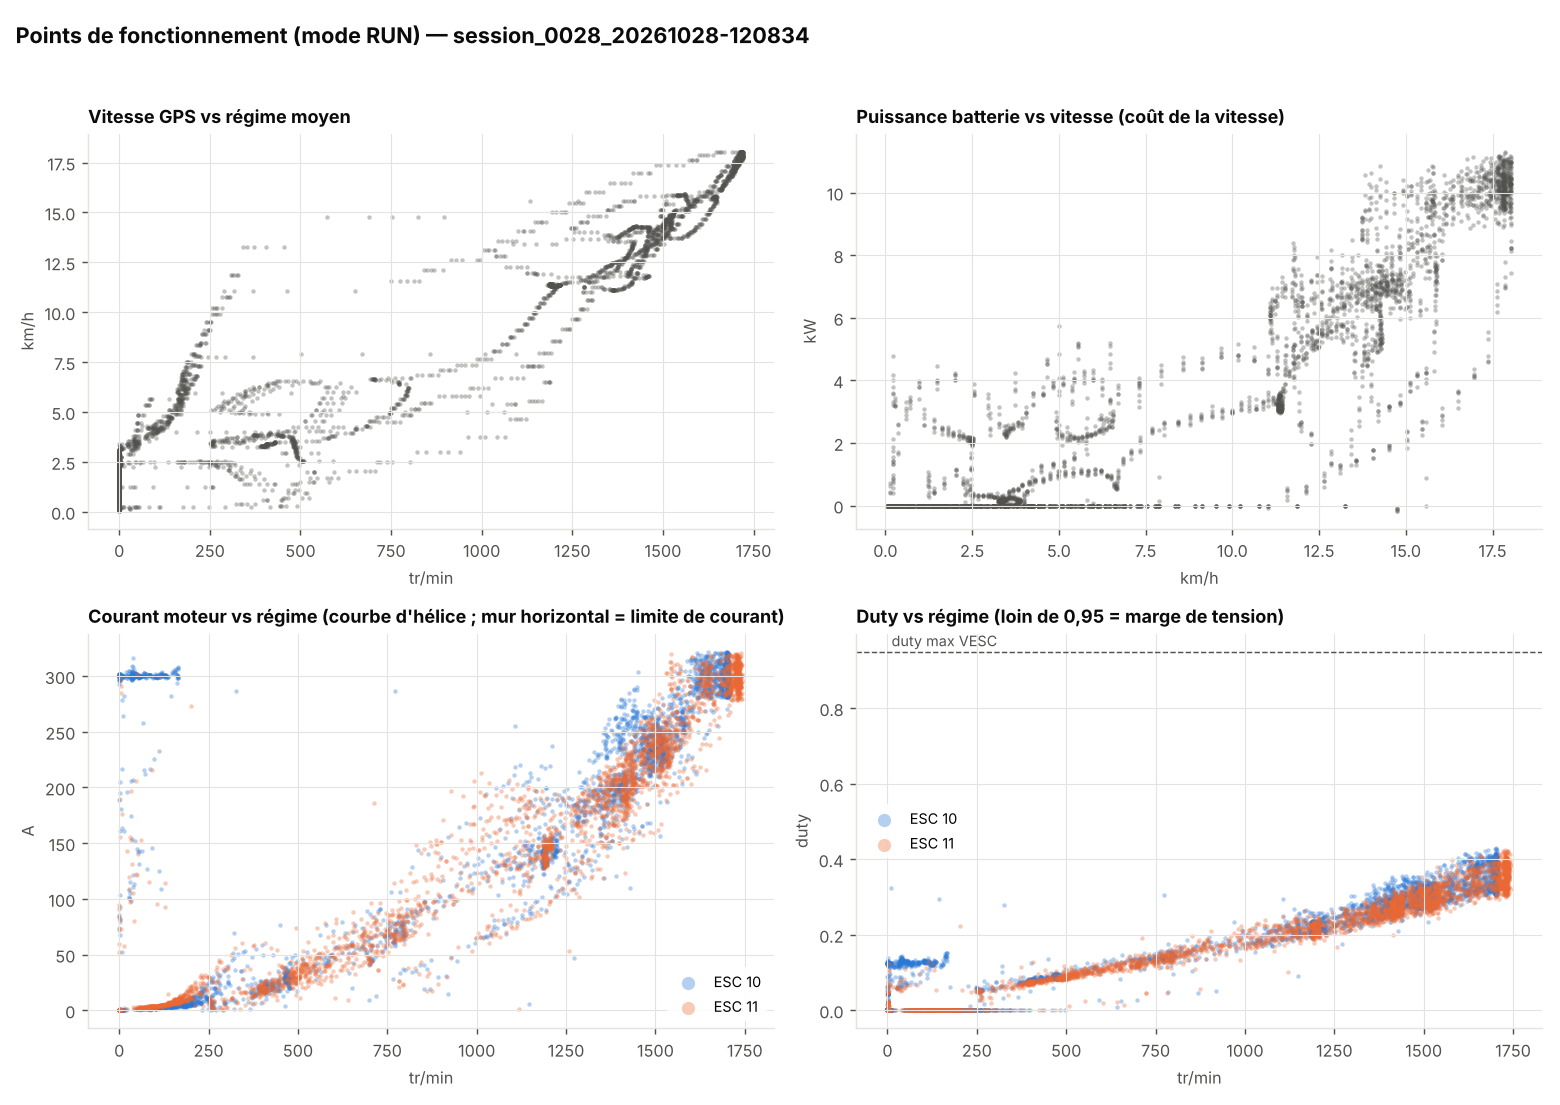 Points de fonctionnement (mode RUN) — session_0028_20261028-120834
Vitesse GPS vs régime moyen
17.5
15.0
12.5
10.0
7.5
5.0
2.5
0.0
km/h
0 250 500 750 1000 1250 1500 1750
tr/min
Puissance batterie vs vitesse (coût de la vitesse)
10
8
6
4
2
0
kW
0.0 2.5 5.0 7.5 10.0 12.5 15.0 17.5
km/h
Courant moteur vs régime (courbe d'hélice ; mur horizontal = limite de courant)
300
250
200
150
100
50
0
A
ESC 10
ESC 11
0 250 500 750 1000 1250 1500 1750
tr/min
Duty vs régime (loin de 0,95 = marge de tension)
duty max VESC
0.8
0.6
0.4
0.2
0.0
duty
ESC 10
ESC 11
0 250 500 750 1000 1250 1500 1750
tr/min